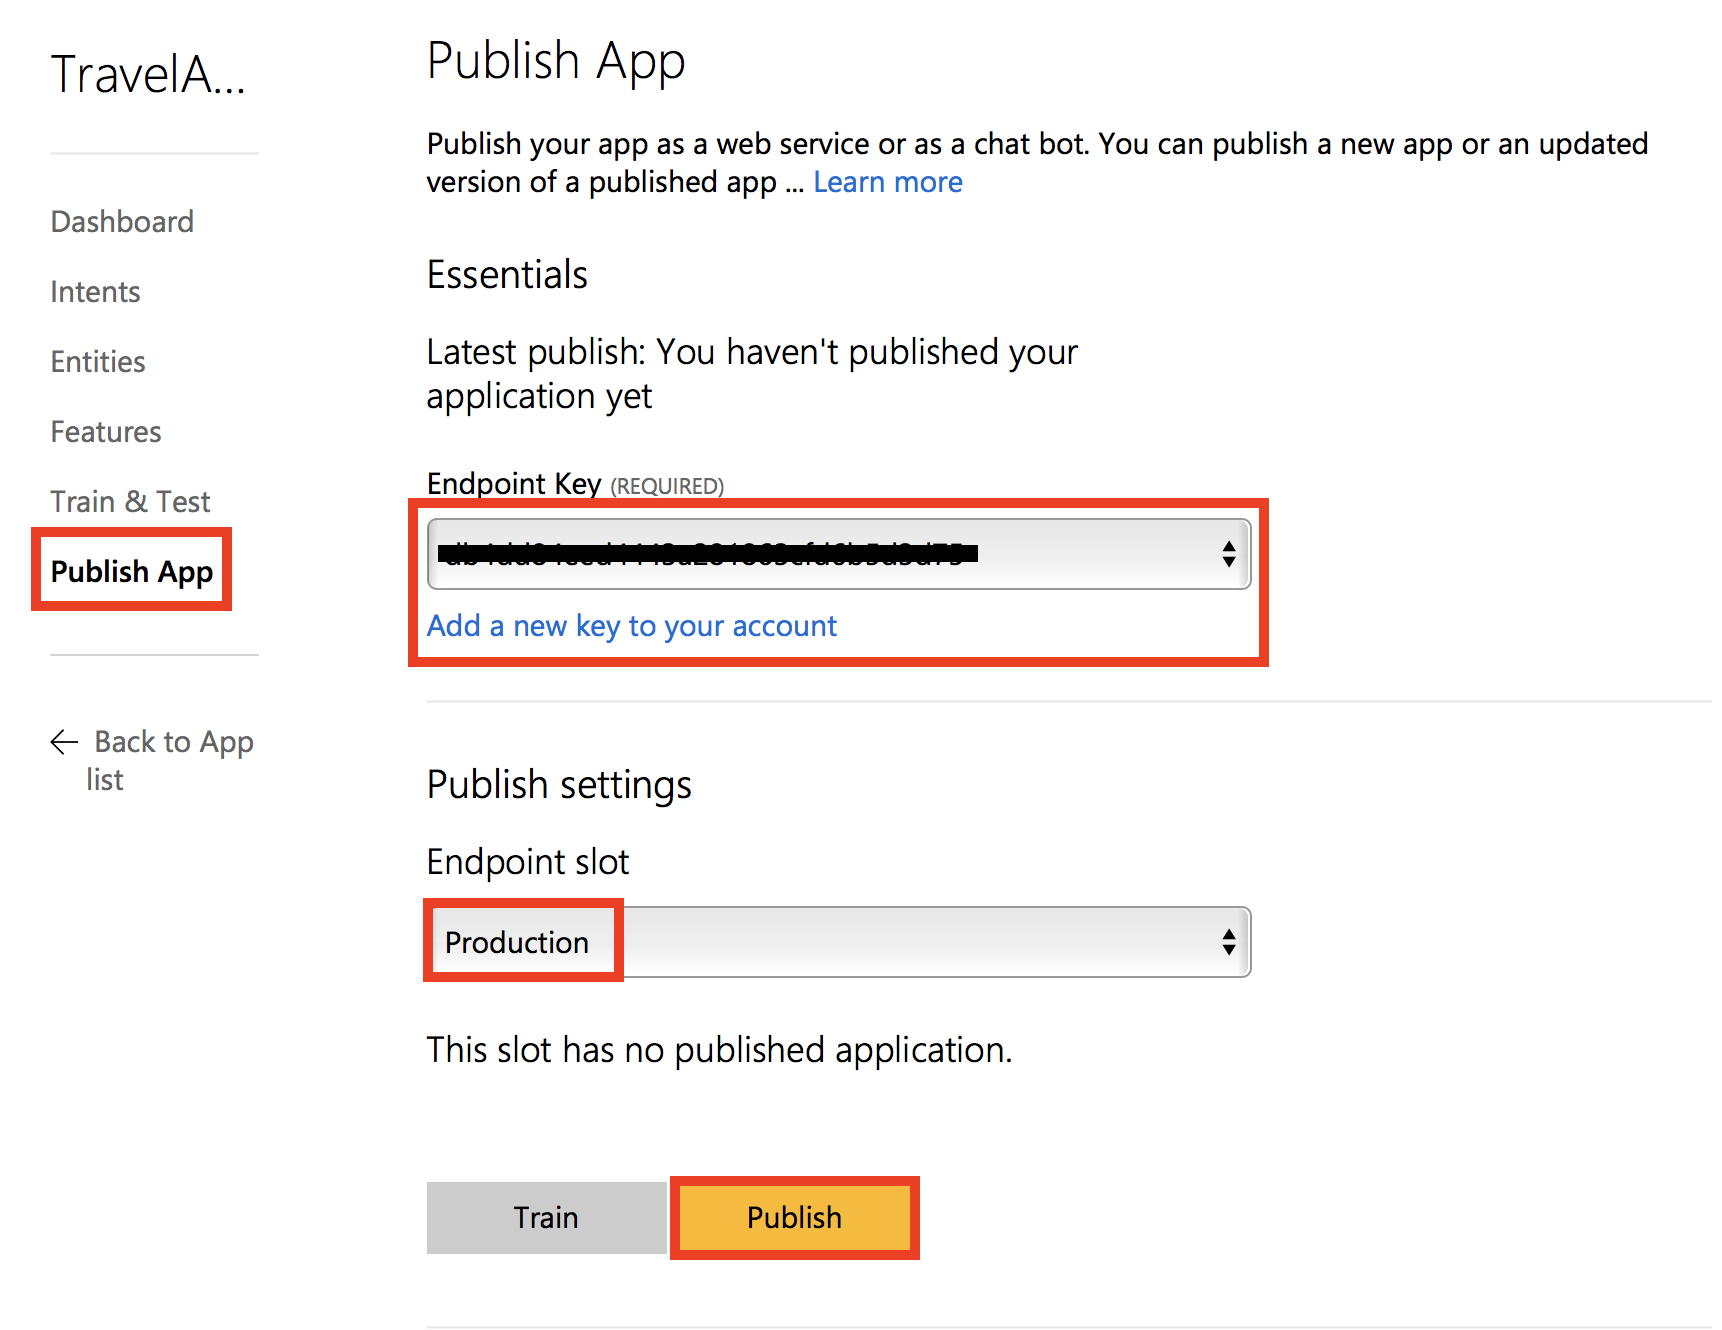 TravelA...
Dashboard
Intents
Entities
Features
Train & Test
Publish App
Back to App
list
Publish App
Publish your app as a web service or as a chat bot. You can publish a new app or an updated
version of a published app ... Learn more
Essentials
Latest publish: You haven't published your
application yet
Endpoint Key (REQUIRED)
Add a new key to your account
Publish settings
Endpoint slot
Production
This slot has no published application.
Train
Publish